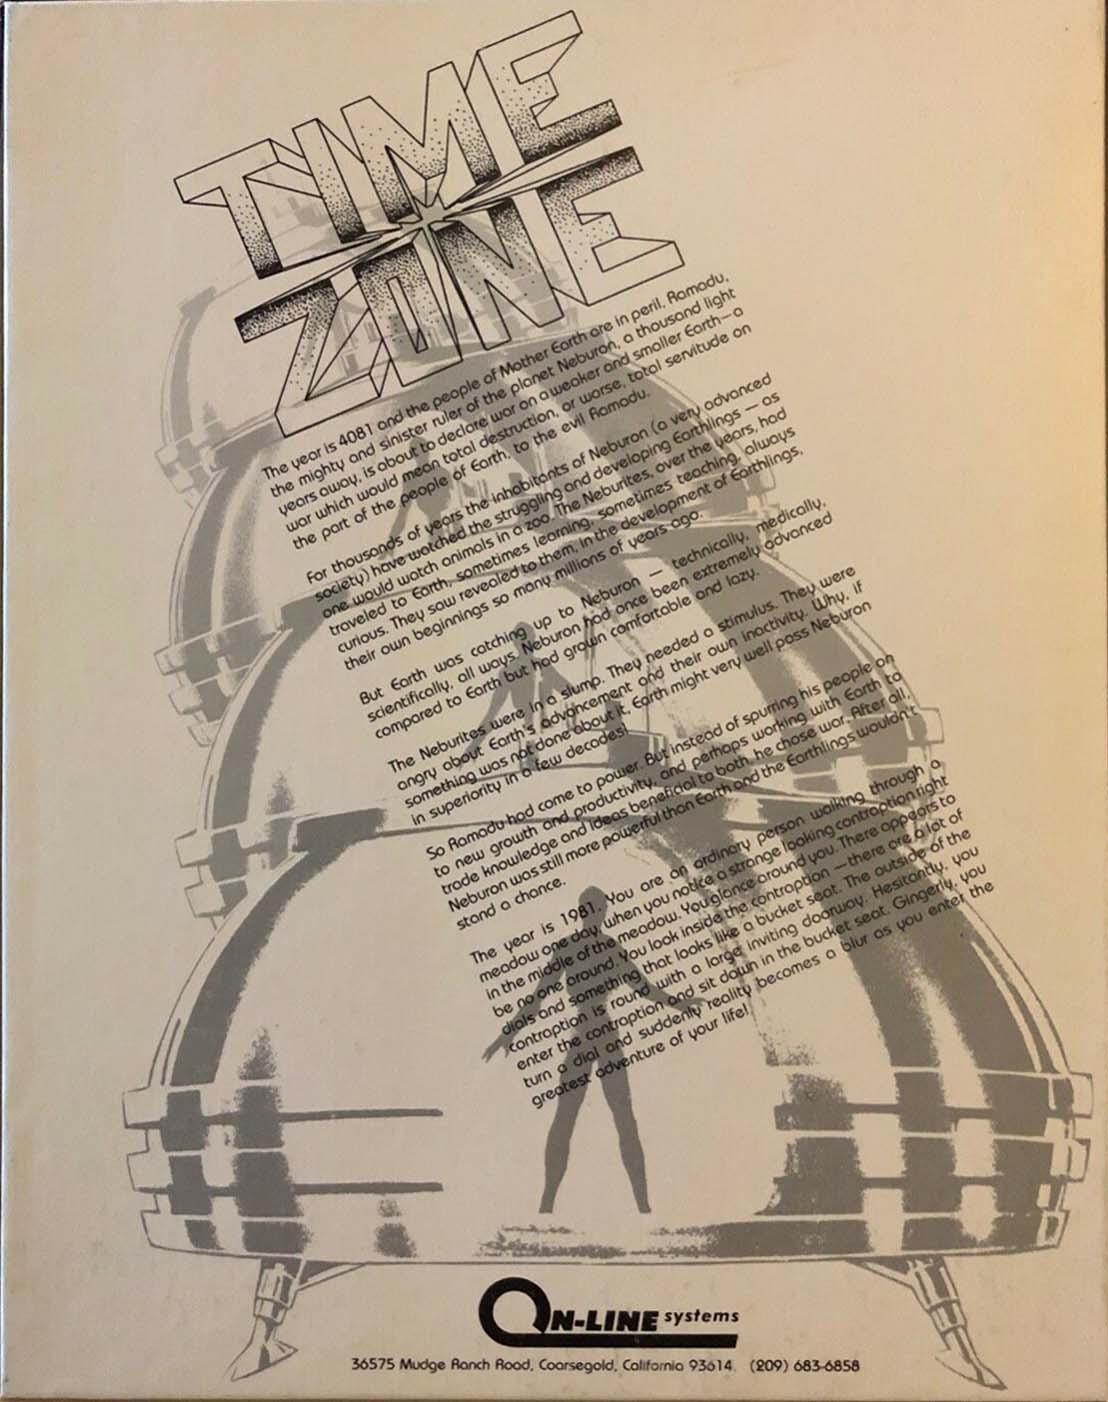 TIME
ZONE
The year is 4081 and the people of Mother Earth are in peril. Ramadu,
the mighty and sinister ruler of the planet Neburon, a thousand light
years away, is about to declare war on a weaker and smaller Earth—a
war which would mean total destruction, or worse, total servitude on
the part of the people of Earth, to the evil Ramadu.
For thousands of years the inhabitants of Neburon (a very advanced
society) have watched the struggling and developing Earthlings — as
one would watch animals in a zoo. The Neburites, over the years, had
traveled to Earth, sometimes learning, sometimes teaching, always
curious. They saw revealed to them, in the development of Earthlings,
their own beginnings so many millions of years ago.
But Earth was catching up to Neburon — technically, medically,
scientifically, all ways. Neburon had once been extremely advanced
compared to Earth but had grown comfortable and lazy.
The Neburites were in a slump. They needed a stimulus. They were
angry about Earth's advancement and their own inactivity. Why, if
something was not done about it, Earth might very well pass Neburon
in superiority in a few decades!
So Ramadu had come to power. But instead of spurring his people on
to new growth and productivity, and perhaps working with Earth to
trade knowledge and ideas beneficial to both, he chose war. After all,
Neburon was still more powerful than Earth and the Earthlings wouldn't
stand a chance.
The year is 1981. You are an ordinary person walking through a
meadow one day, when you notice a strange looking contraption right
in the middle of the meadow. You glance around you. There appears to
be no one around. You look inside the contraption —there are a lot of
dials and something that looks like a bucket seat. The outside of the
contraption is round with a large inviting doorway. Hesitantly, you
enter the contraption and sit down in the bucket seat. Gingerly, you
turn a dial and suddenly reality becomes a blur as you enter the
greatest adventure of your life!
ON-LINE systems
36575 Mudge Ranch Road, Coarsegold, California 93614 (209) 683-6858